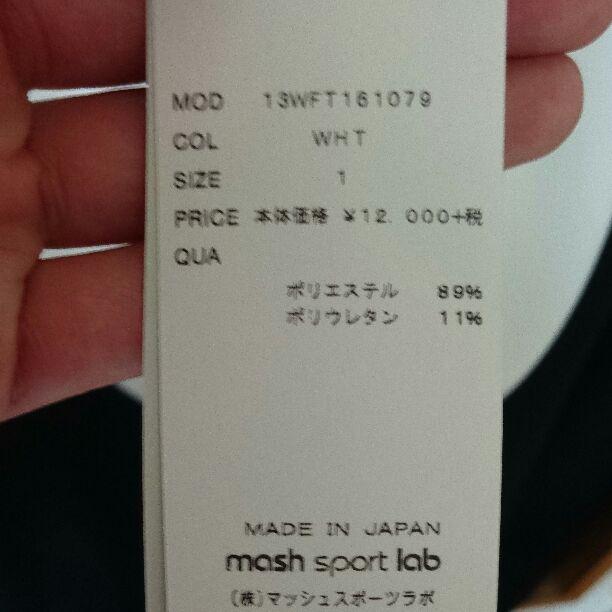 MOD 13WFT161079
COL WHT
SIZE 1
PRICE 本体価格 ¥12.000+税
QUA
ポリエステル 89%
ポリウレタン 11%
MADE IN JAPAN
mash sport lab
(株)マッシュスポーツラボ